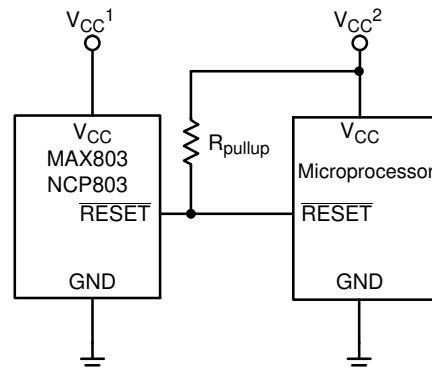 V_CC^1
V_CC^2
V_CC
MAX803
NCP803
RESET
GND
R_pullup
V_CC
Microprocessor
RESET
GND